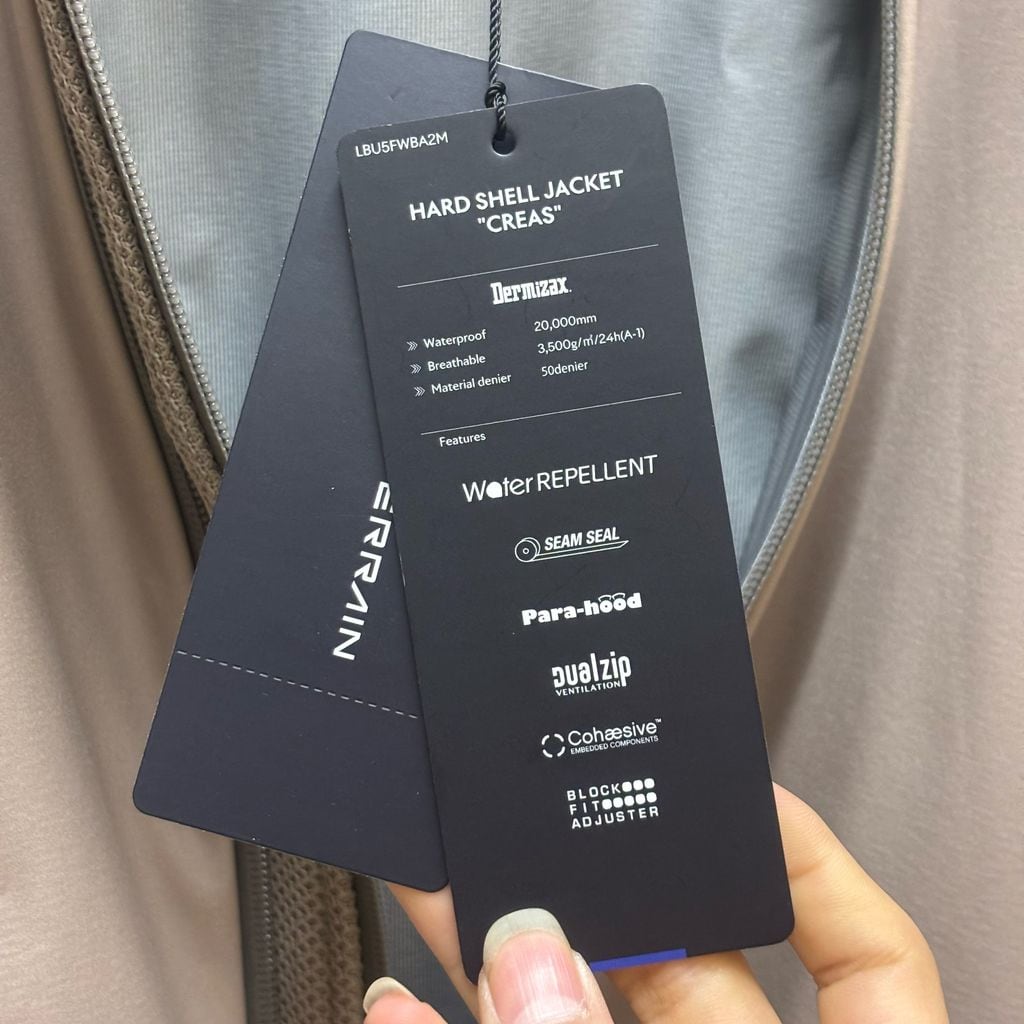 LBU5FWBA2M
HARD SHELL JACKET
"CREAS"
Dermizax.
Waterproof 20,000mm
Breathable 3,500g/㎡/24h(A-1)
Material denier 50denier
Features
Water REPELLENT
SEAM SEAL
Para-hood
DUalzip
VENTILATION
Cohæsive™
EMBEDDED COMPONENTS
BLOCK
FIT
ADJUSTER
ERRAIN